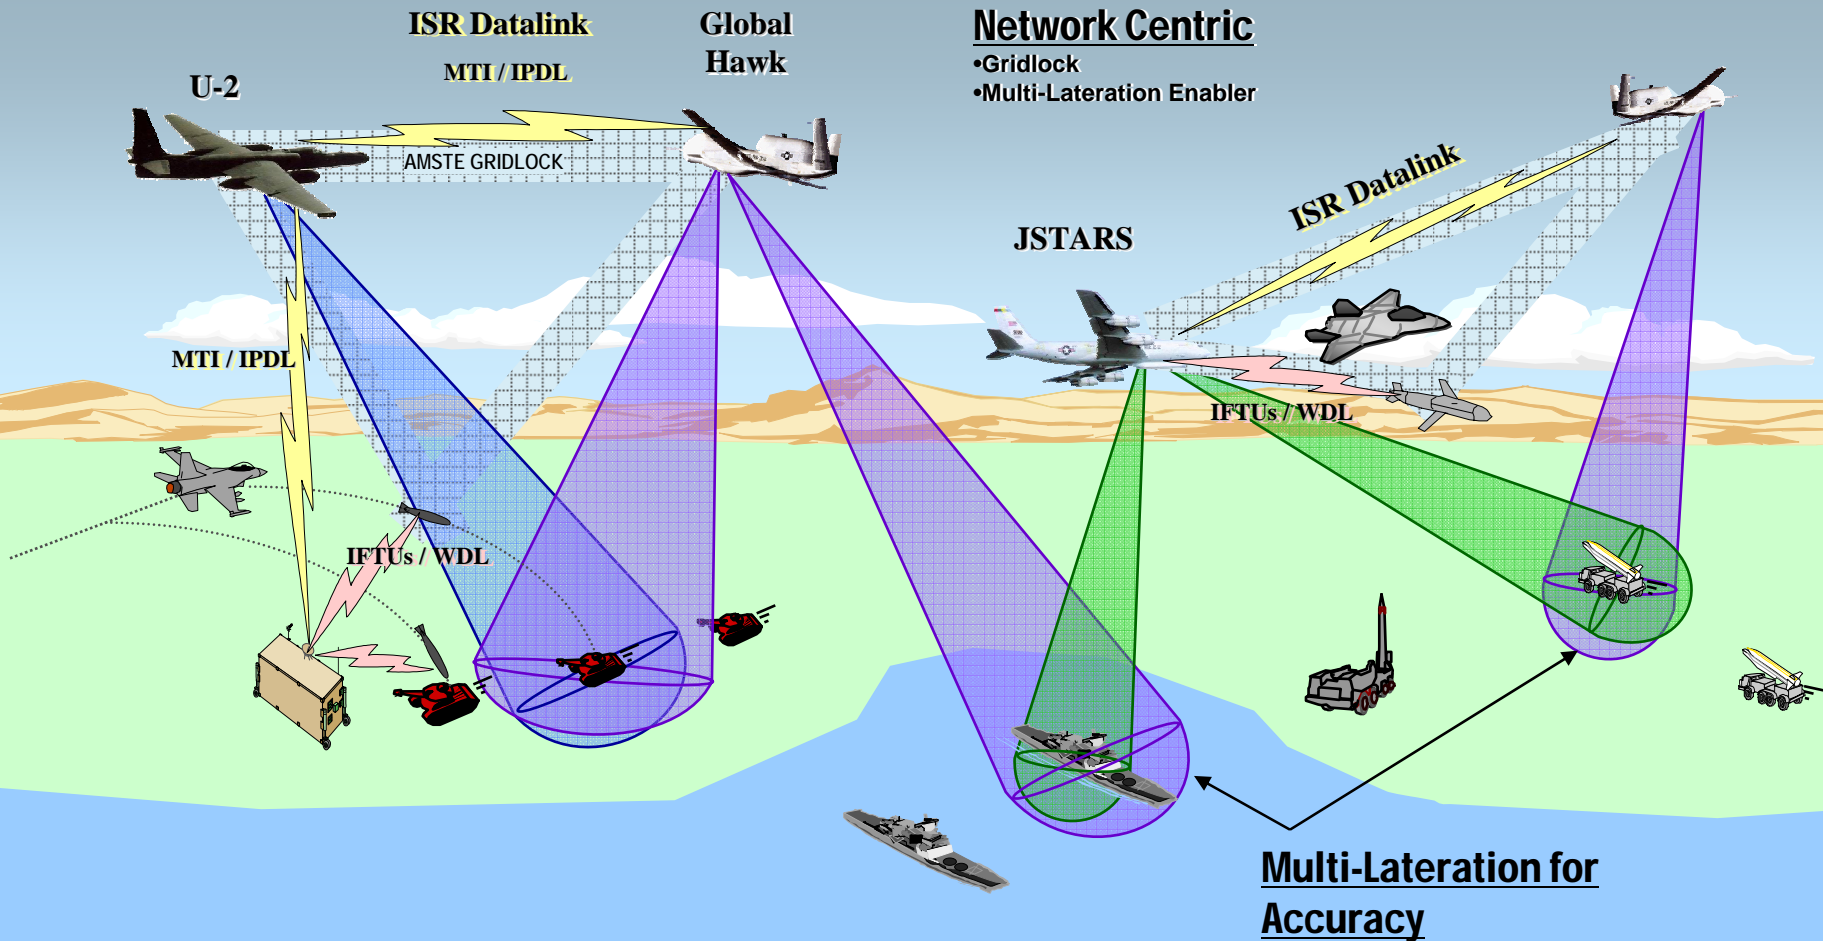 ISR Datalink
MTI / IPDL
Global
Hawk
Network Centric
•Gridlock
•Multi-Lateration Enabler
U-2
AMSTE GRIDLOCK
ISR Datalink
JSTARS
MTI / IPDL
IFTUs / WDL
IFTUs / WDL
Multi-Lateration for
Accuracy